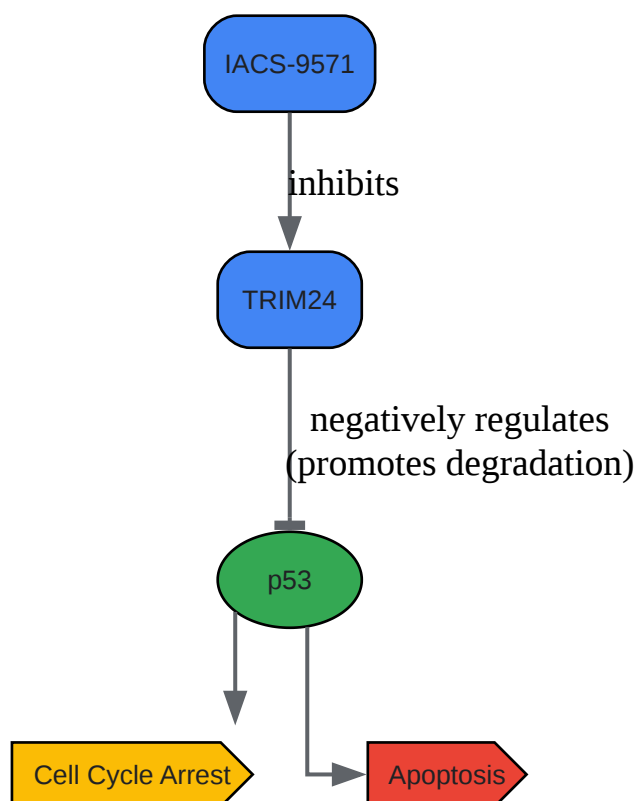 IACS-9571
inhibits
TRIM24
negatively regulates
(promotes degradation)
p53
Cell Cycle Arrest
Apoptosis